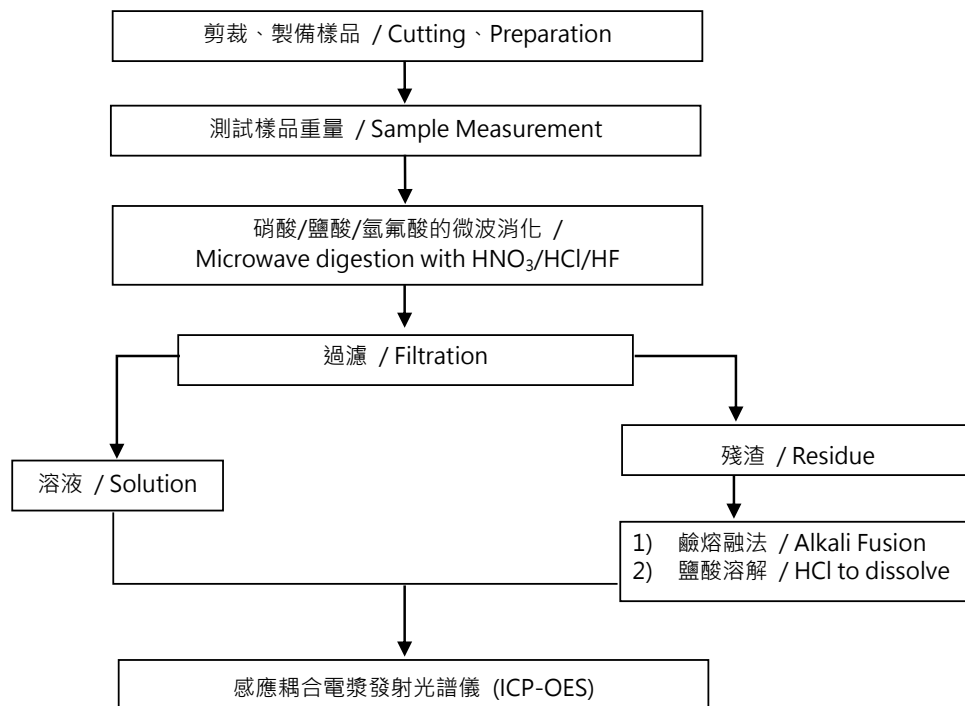 剪裁、製備樣品 / Cutting、Preparation
測試樣品重量 / Sample Measurement
硝酸/鹽酸/氫氟酸的微波消化 /
Microwave digestion with HNO₃/HCl/HF
過濾 / Filtration
溶液 / Solution
殘渣 / Residue
1) 鹼熔融法 / Alkali Fusion
2) 鹽酸溶解 / HCl to dissolve
感應耦合電漿發射光譜儀 (ICP-OES)